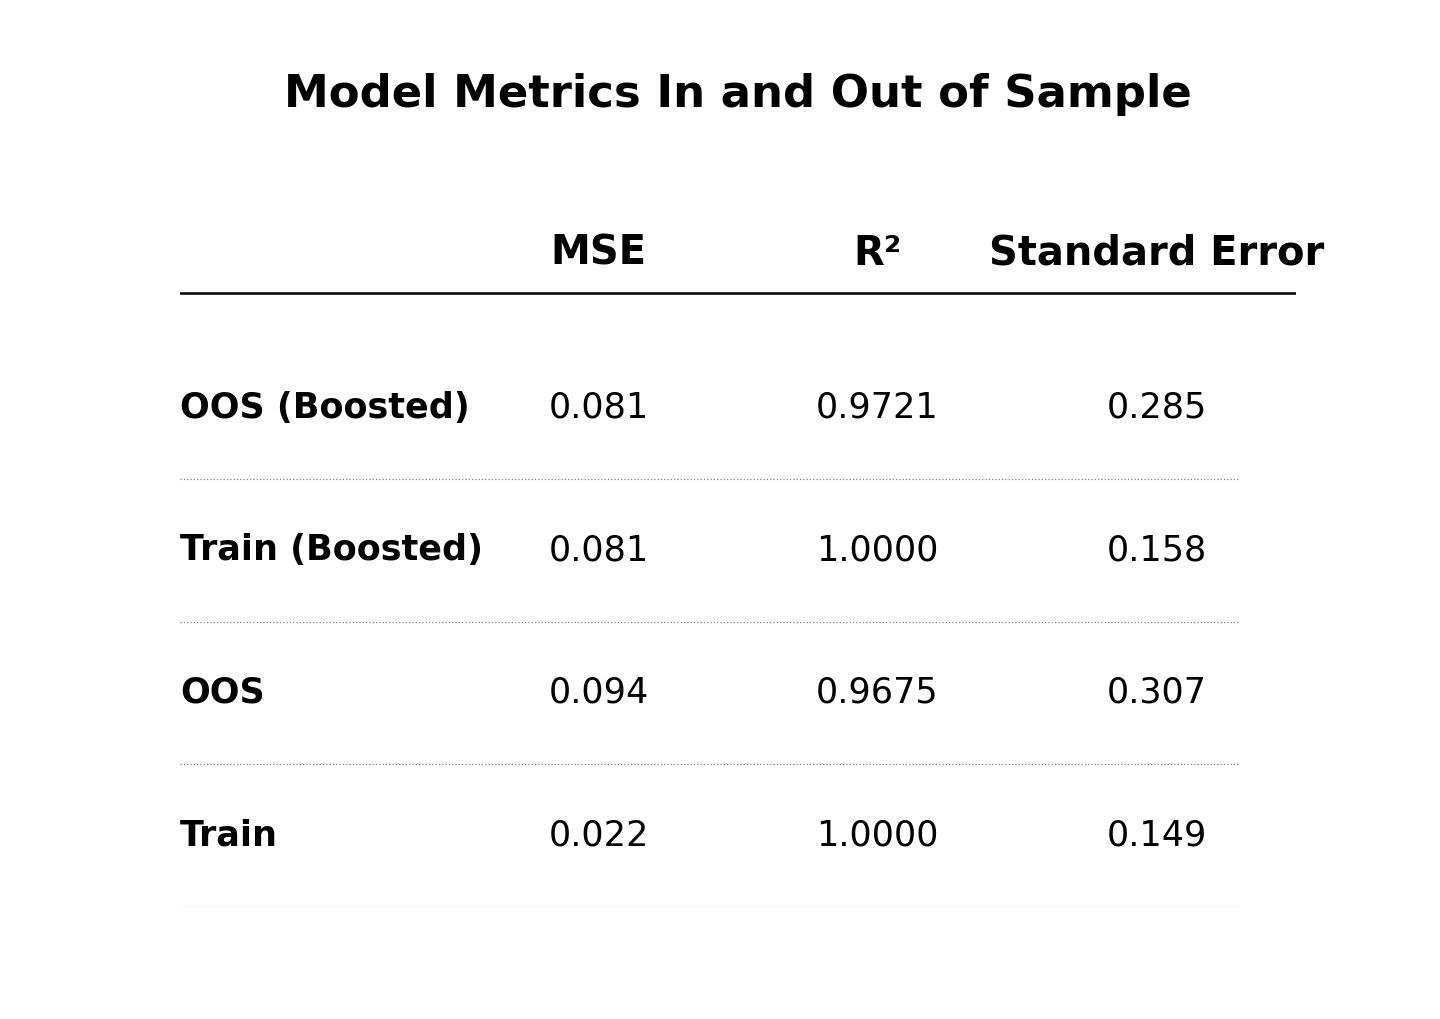 Model Metrics In and Out of Sample
MSE R² Standard Error
OOS (Boosted) 0.081 0.9721 0.285
Train (Boosted) 0.081 1.0000 0.158
OOS 0.094 0.9675 0.307
Train 0.022 1.0000 0.149